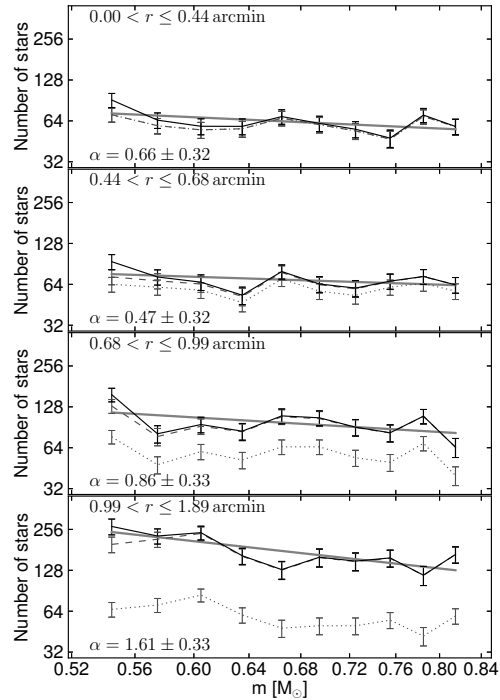 0.00 < r ≤ 0.44 arcmin
256
128
64
32
Number of stars
α = 0.66 ± 0.32
0.44 < r ≤ 0.68 arcmin
256
128
64
32
Number of stars
α = 0.47 ± 0.32
0.68 < r ≤ 0.99 arcmin
256
128
64
32
Number of stars
α = 0.86 ± 0.33
0.99 < r ≤ 1.89 arcmin
256
128
64
32
Number of stars
α = 1.61 ± 0.33
0.52 0.56 0.60 0.64 0.68 0.72 0.76 0.80 0.84
m [M☉]